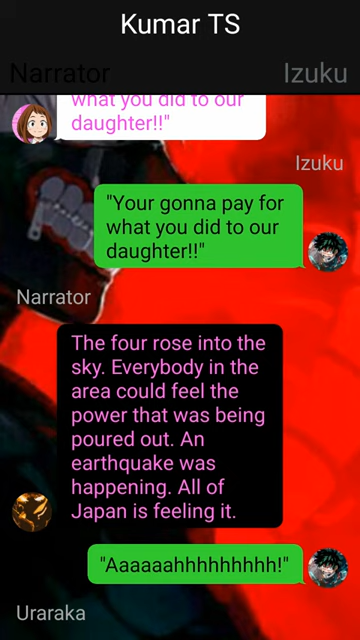 Kumar TS
Narrator
Izuku
what you did to our
daughter!!"
Izuku
"Your gonna pay for
what you did to our
daughter!!"
Narrator
The four rose into the
sky. Everybody in the
area could feel the
power that was being
poured out. An
earthquake was
happening. All of
Japan is feeling it.
"Aaaaaahhhhhhhhh!"
Uraraka